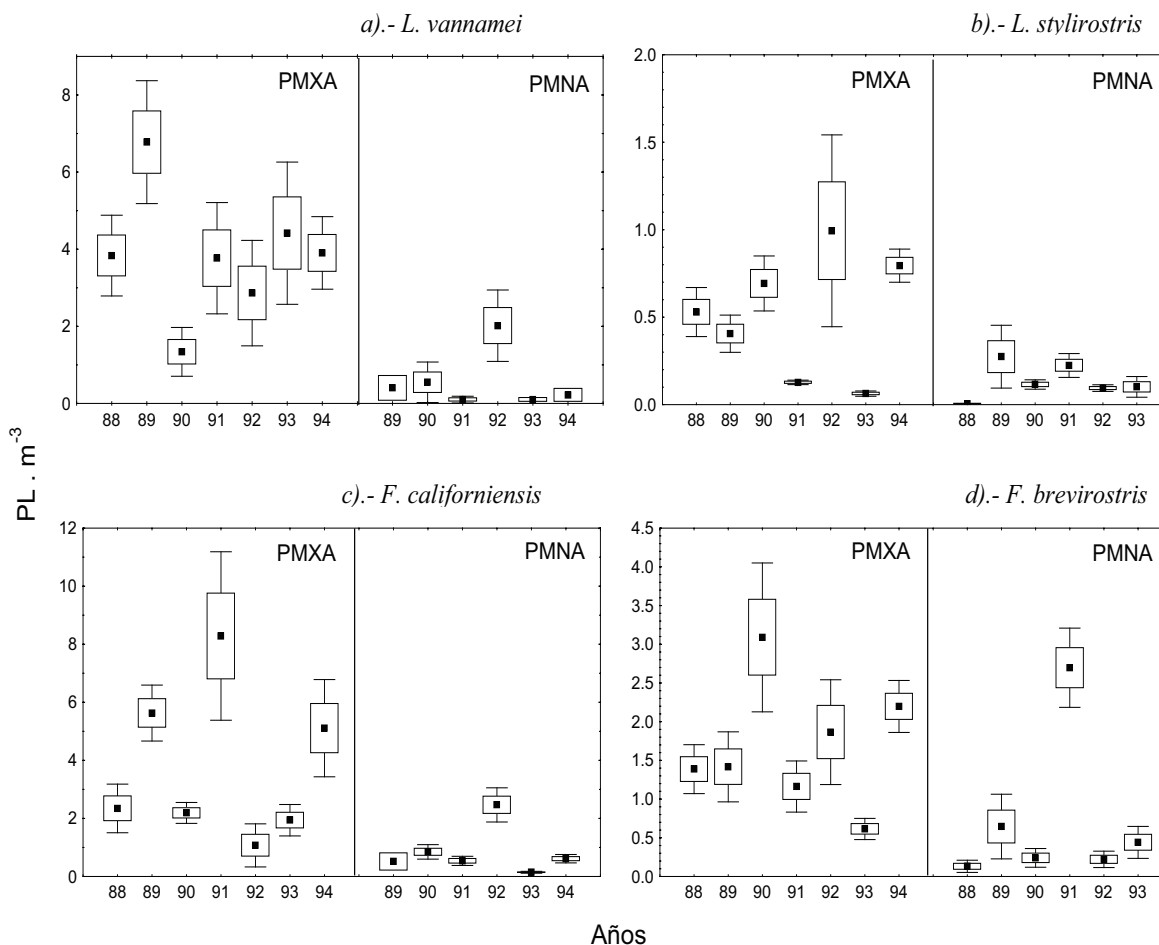 a).- L. vannamei
b).- L. stylirostris
PMXA
PMNA
8
6
4
2
0
88 89 90 91 92 93 94
89 90 91 92 93 94
PMXA
PMNA
2.0
1.5
1.0
0.5
0.0
88 89 90 91 92 93 94
88 89 90 91 92 93
PL . m⁻³
c).- F. californiensis
d).- F. brevirostris
PMXA
PMNA
12
10
8
6
4
2
0
88 89 90 91 92 93 94
89 90 91 92 93 94
PMXA
PMNA
4.5
4.0
3.5
3.0
2.5
2.0
1.5
1.0
0.5
0.0
88 89 90 91 92 93 94
88 89 90 91 92 93
Años